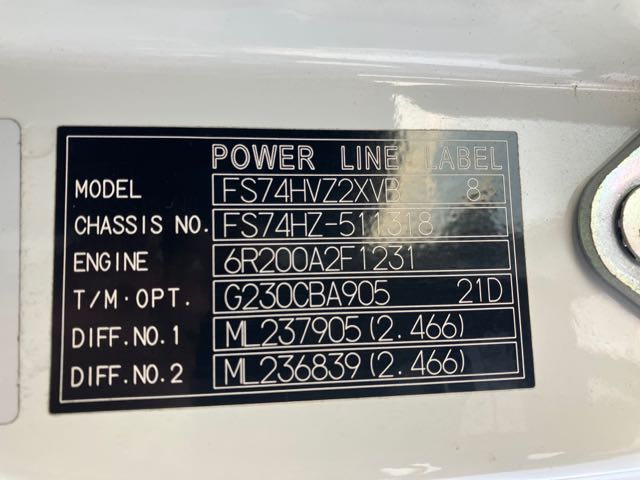 POWER LINE LABEL
MODEL FS74HVZ2XVB 8
CHASSIS NO. FS74HZ-511318
ENGINE 6R200A2F1231
T/M·OPT. G230CBA905 21D
DIFF.NO.1 ML237905(2.466)
DIFF.NO.2 ML236839(2.466)